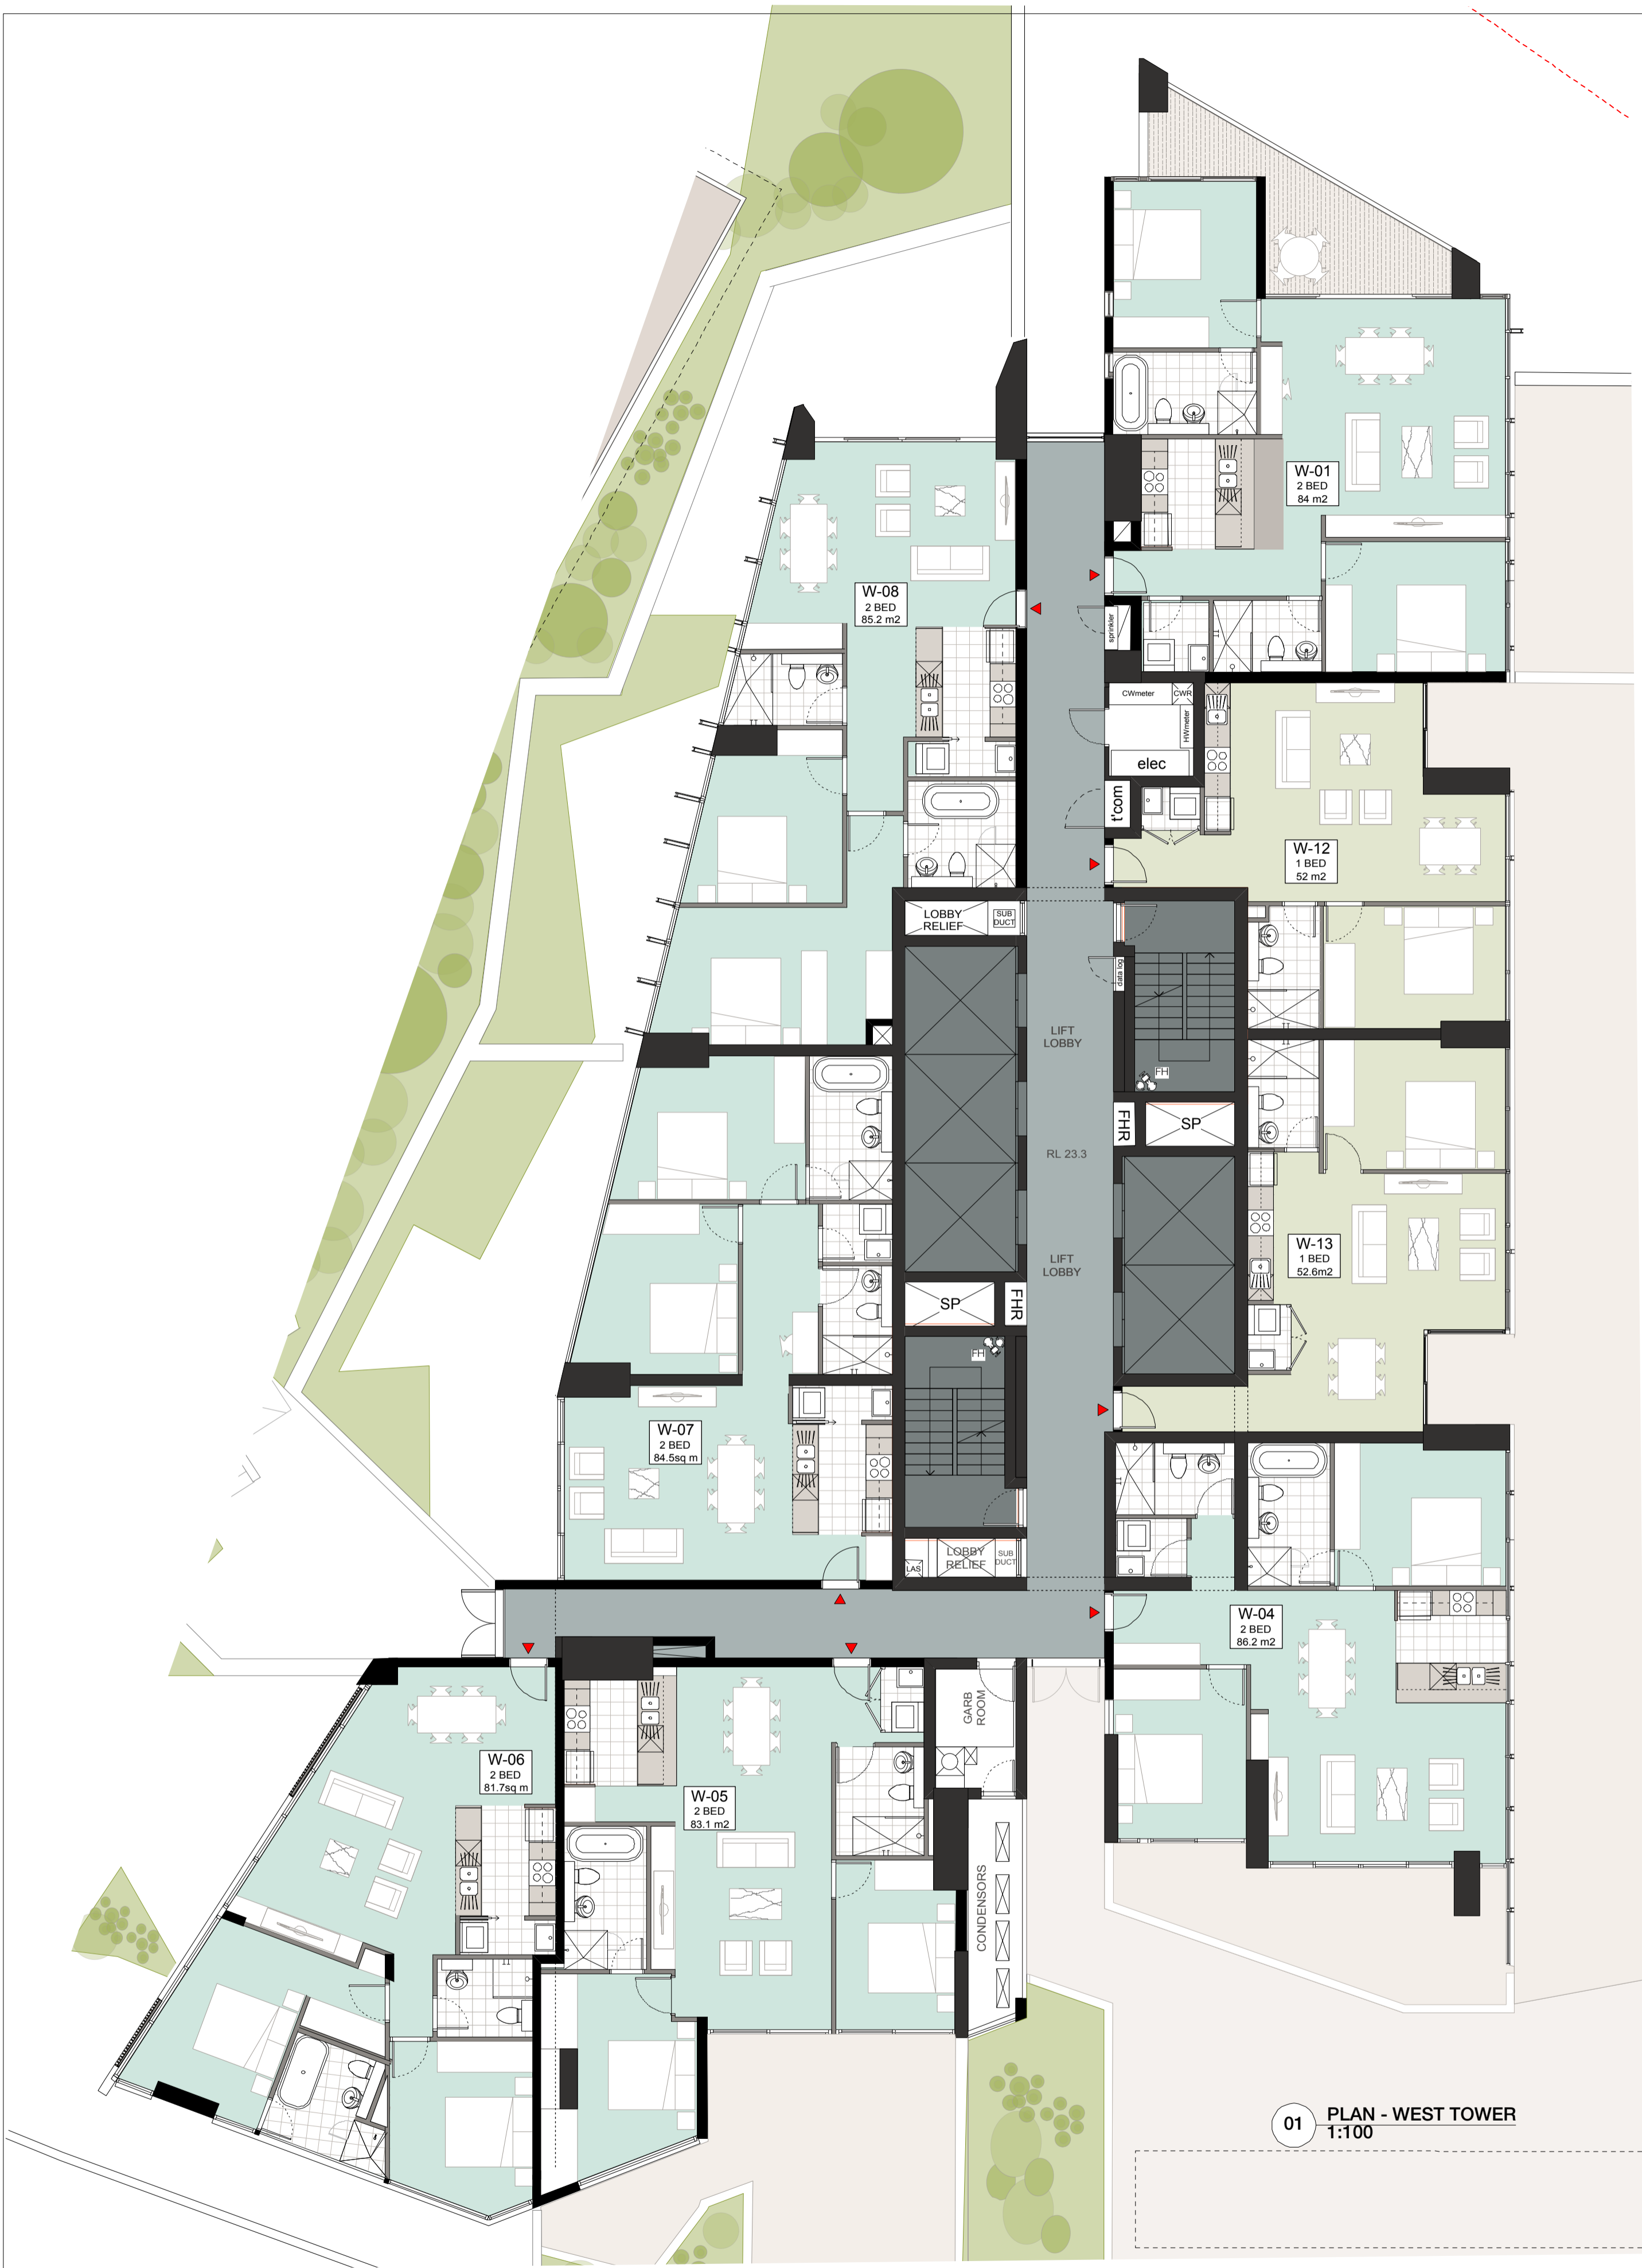 W-01
2 BED
84 m2
W-08
2 BED
85.2 m2
sprinkler
CWmeter
CWR
HWmeter
elec
t'com
W-12
1 BED
52 m2
LOBBY
RELIEF
SUB
DUCT
data log
LIFT
LOBBY
FH
FHR
SP
RL 23.3
W-13
1 BED
52.6m2
LIFT
LOBBY
SP
FHR
FH
W-07
2 BED
84.5sq m
LAS
LOBBY
RELIEF
SUB
DUCT
W-04
2 BED
86.2 m2
GARB
ROOM
W-06
2 BED
81.7sq m
W-05
2 BED
83.1 m2
CONDENSORS
01
PLAN - WEST TOWER
1:100